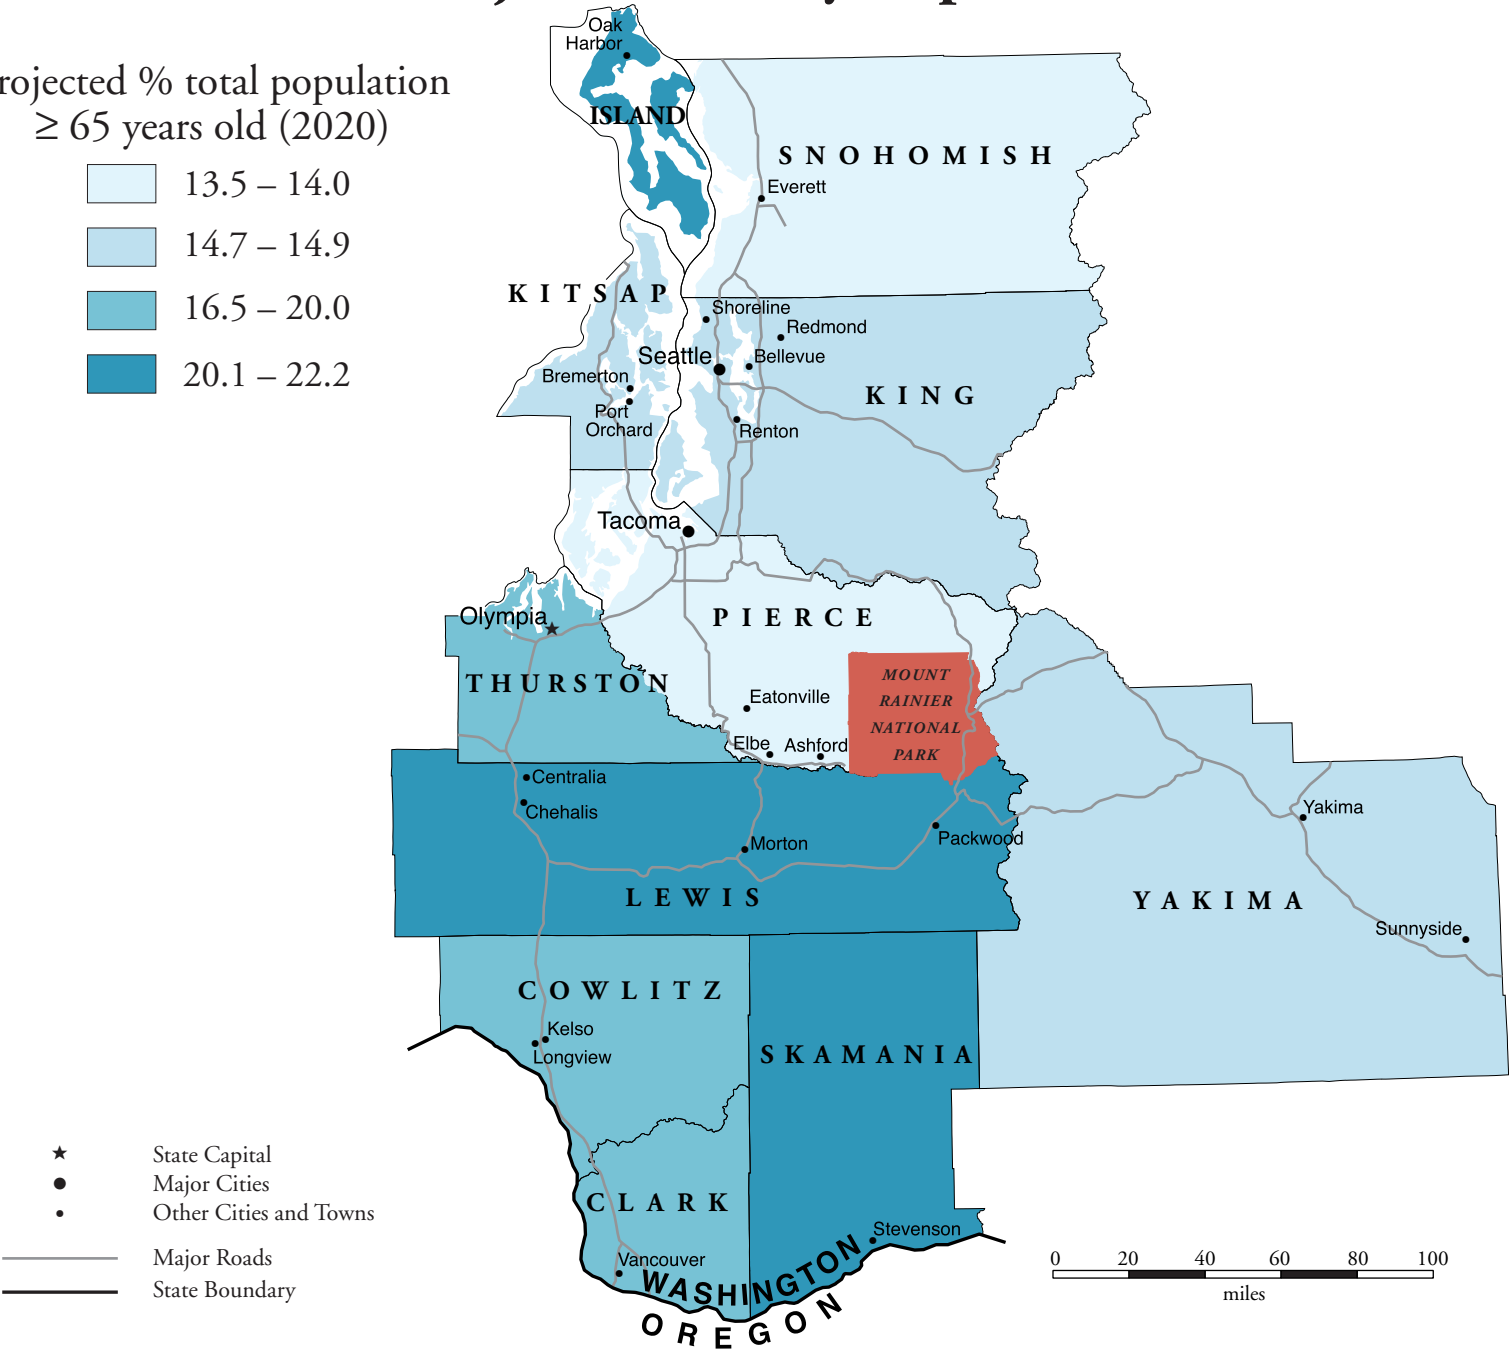 rojected % total population
≥ 65 years old (2020)
13.5 – 14.0
14.7 – 14.9
16.5 – 20.0
20.1 – 22.2
Oak
Harbor
ISLAND
SNOHOMISH
Everett
KITSAP
Shoreline
Redmond
Seattle
Bellevue
Bremerton
KING
Port
Orchard
Renton
Tacoma
Olympia
PIERCE
THURSTON
MOUNT
RAINIER
NATIONAL
PARK
Eatonville
Elbe
Ashford
Centralia
Chehalis
Morton
Packwood
Yakima
LEWIS
YAKIMA
Sunnyside
COWLITZ
Kelso
Longview
SKAMANIA
CLARK
Vancouver
Stevenson
WASHINGTON
OREGON
State Capital
Major Cities
Other Cities and Towns
Major Roads
State Boundary
0 20 40 60 80 100
miles